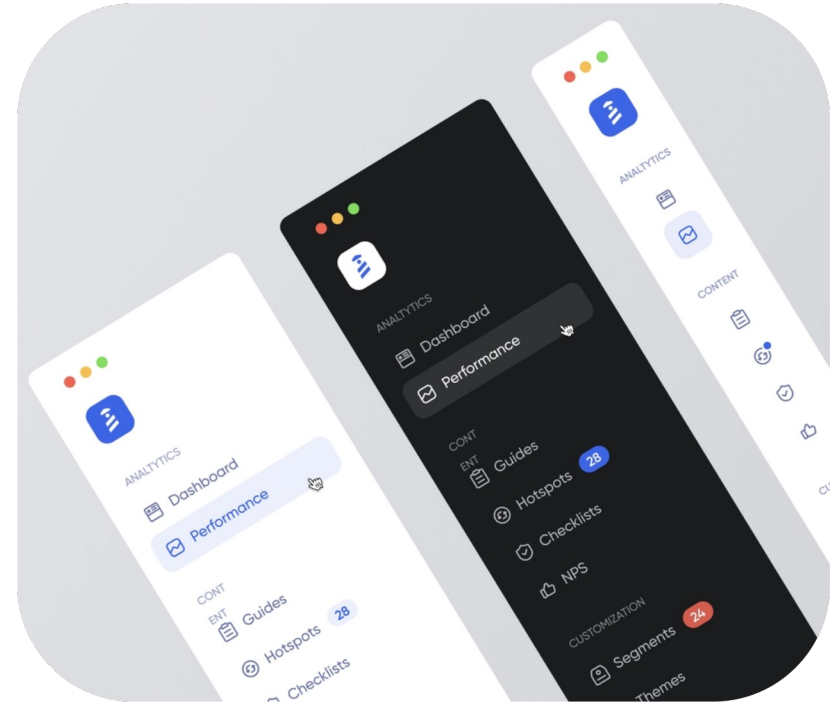 ANALTYTICS
Dashboard
Performance
CONT
ENT
Guides
Hotspots 28
Checklists
ANALTYTICS
Dashboard
Performance
CONT
ENT
Guides
Hotspots 28
Checklists
NPS
CUSTOMIZATION
Segments 24
Themes
ANALTYTICS
CONTENT